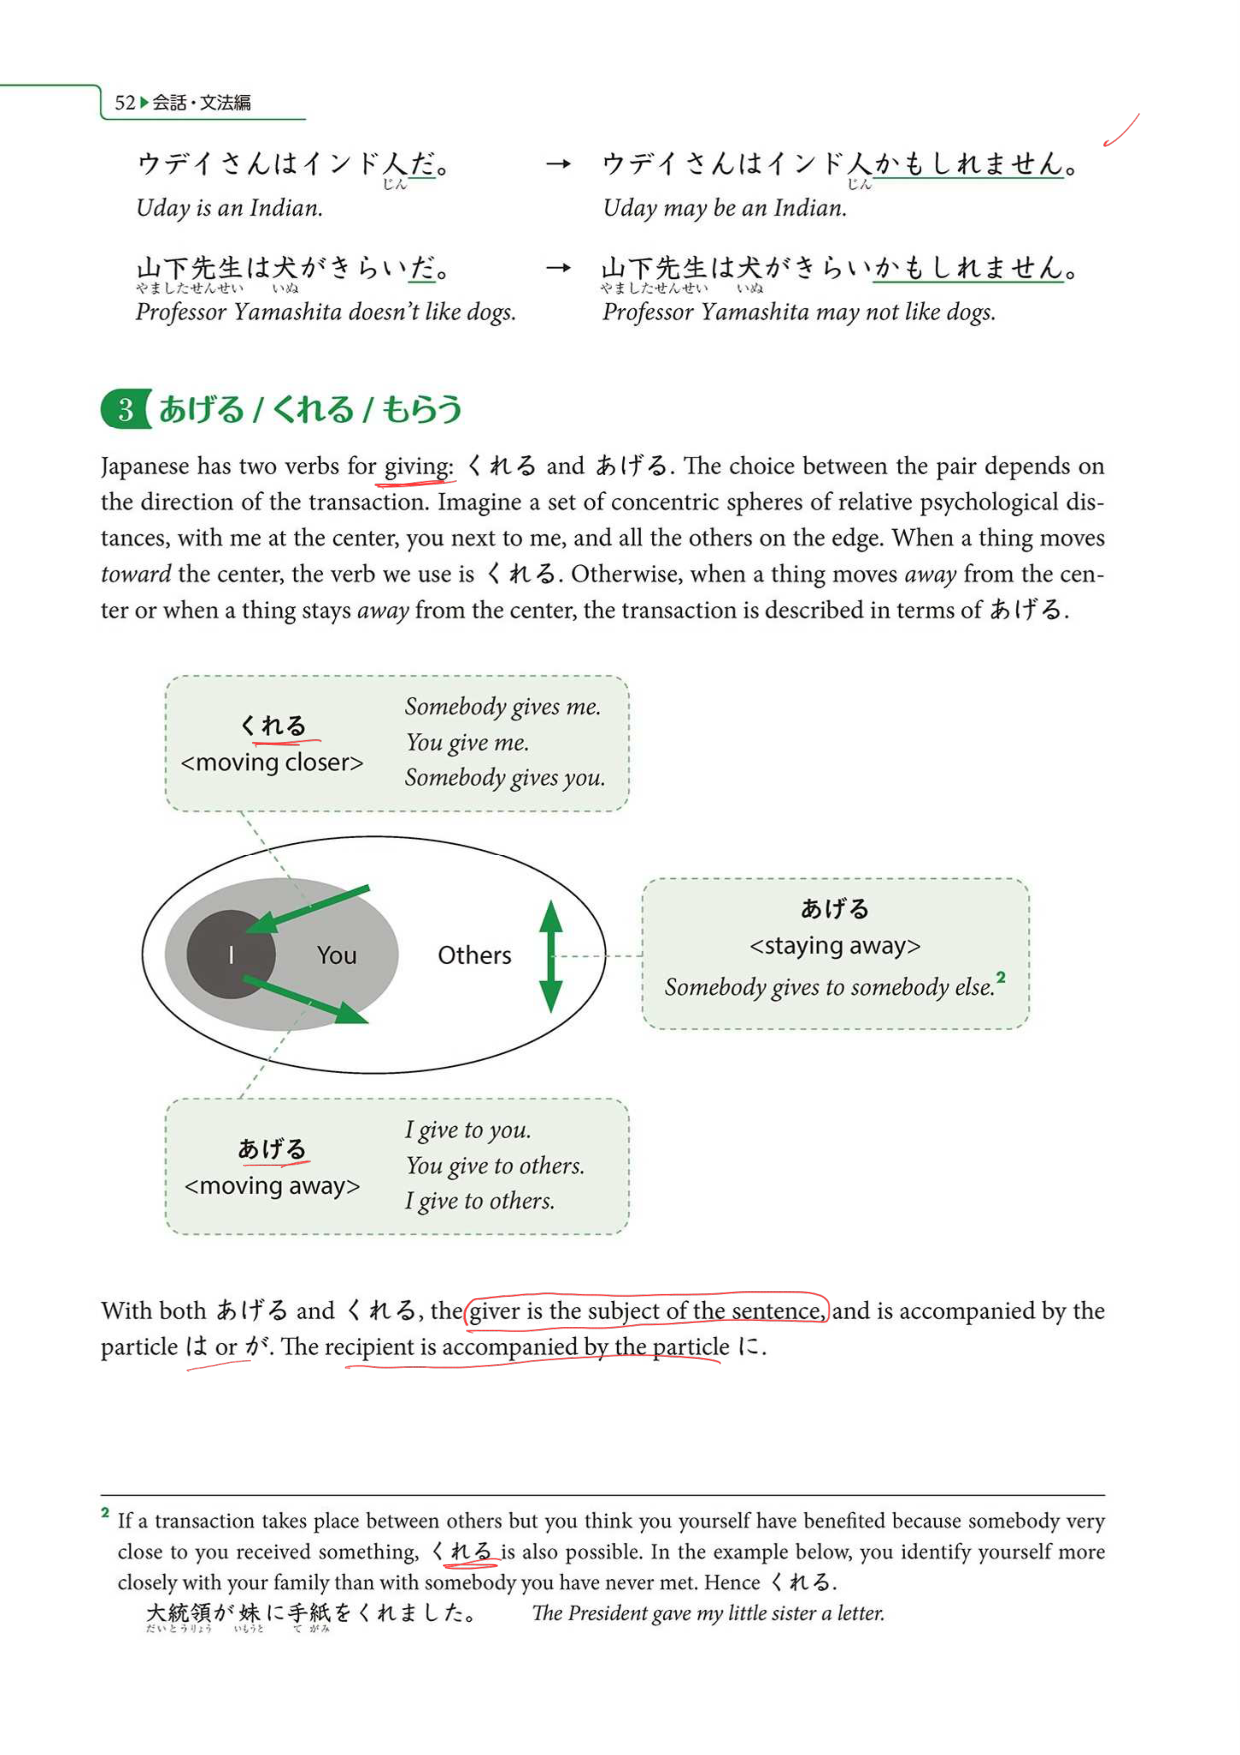 52▶会話・文法編
ウデイさんはインド人だ。 → ウデイさんはインド人かもしれません。
じん じん
Uday is an Indian. Uday may be an Indian.
山下先生は犬がきらいだ。 → 山下先生は犬がきらいかもしれません。
やましたせんせい いぬ やましたせんせい いぬ
Professor Yamashita doesn't like dogs. Professor Yamashita may not like dogs.
3 あげる / くれる / もらう
Japanese has two verbs for giving: くれる and あげる. The choice between the pair depends on
the direction of the transaction. Imagine a set of concentric spheres of relative psychological dis-
tances, with me at the center, you next to me, and all the others on the edge. When a thing moves
toward the center, the verb we use is くれる. Otherwise, when a thing moves away from the cen-
ter or when a thing stays away from the center, the transaction is described in terms of あげる.
くれる
<moving closer>
Somebody gives me.
You give me.
Somebody gives you.
I
You
Others
あげる
<staying away>
Somebody gives to somebody else.2
あげる
<moving away>
I give to you.
You give to others.
I give to others.
With both あげる and くれる, the giver is the subject of the sentence, and is accompanied by the
particle は or が. The recipient is accompanied by the particle に.
2 If a transaction takes place between others but you think you yourself have benefited because somebody very
close to you received something, くれる is also possible. In the example below, you identify yourself more
closely with your family than with somebody you have never met. Hence くれる.
大統領が妹に手紙をくれました。 The President gave my little sister a letter.
だいとうりょう いもうと て がみ